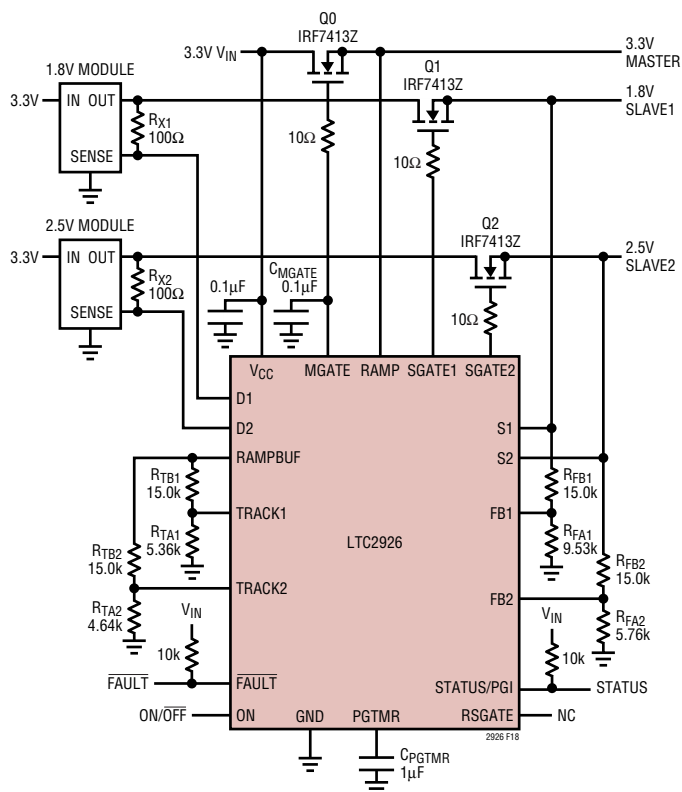 Q0
IRF7413Z
3.3V VIN
3.3V
MASTER
1.8V MODULE
Q1
IRF7413Z
3.3V
IN OUT
1.8V
SLAVE1
RX1
100Ω
SENSE
10Ω
10Ω
2.5V MODULE
Q2
IRF7413Z
3.3V
IN OUT
2.5V
SLAVE2
RX2
100Ω
SENSE
0.1µF
CMGATE
0.1µF
10Ω
VCC
MGATE
RAMP
SGATE1
SGATE2
D1
D2
S1
RAMPBUF
S2
RTB1
15.0k
RFB1
15.0k
TRACK1
FB1
RTA1
5.36k
LTC2926
RFA1
9.53k
RTB2
15.0k
RFB2
15.0k
TRACK2
FB2
RTA2
4.64k
VIN
VIN
RFA2
5.76k
10k
10k
FAULT
FAULT
STATUS/PGI
STATUS
ON/OFF
ON
GND
PGTMR
RSGATE
NC
2926 F18
CPGTMR
1µF